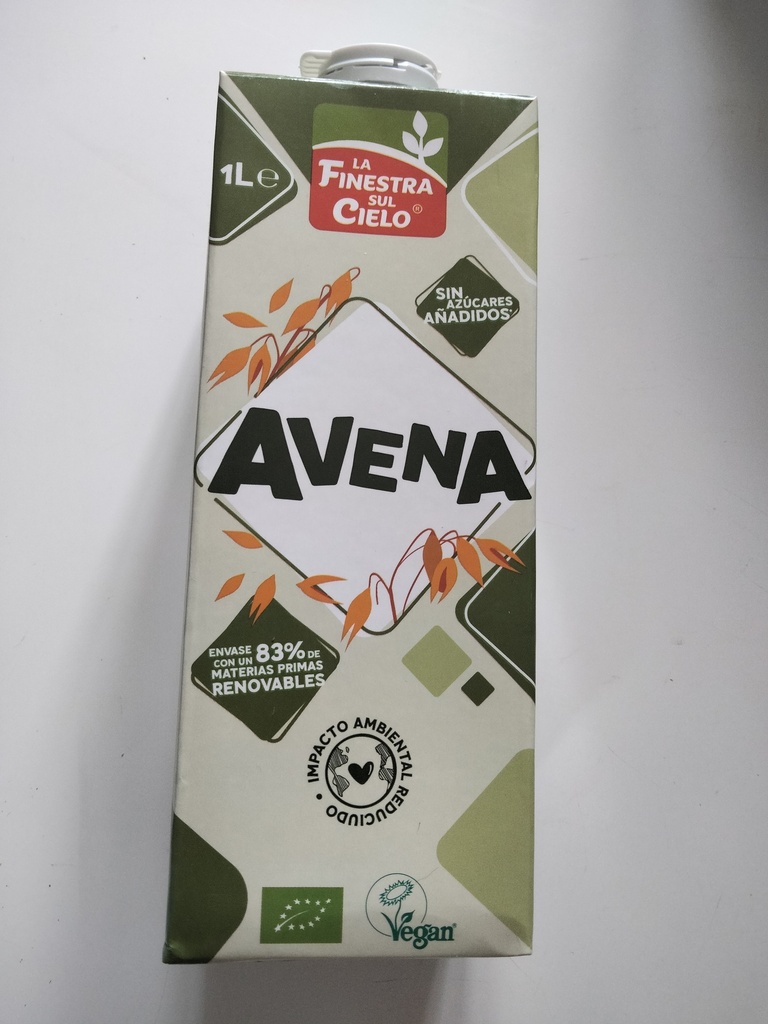 1L e
LA
FINESTRA
SUL
CIELO®
SIN
AZÚCARES
AÑADIDOS*
AVENA
ENVASE
CON UN 83% DE
MATERIAS PRIMAS
RENOVABLES
IMPACTO AMBIENTAL REDUCIUDO •
Vegan